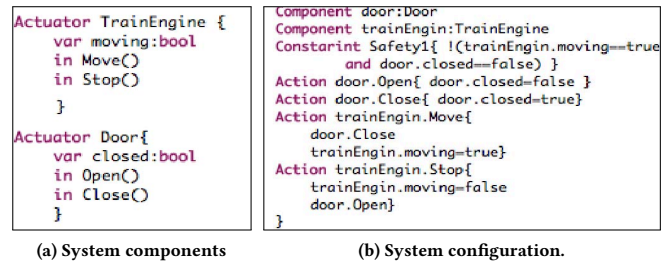 Actuator TrainEngine {
var moving:bool
in Move()
in Stop()
}
Actuator Door{
var closed:bool
in Open()
in Close()
}
(a) System components
Component door:Door
Component trainEngin:TrainEngine
Constarint Safety1{ !(trainEngin.moving==true
and door.closed==false) }
Action door.Open{ door.closed=false }
Action door.Close{ door.closed=true}
Action trainEngin.Move{
door.Close
trainEngin.moving=true}
Action trainEngin.Stop{
trainEngin.moving=false
door.Open}
}
(b) System configuration.